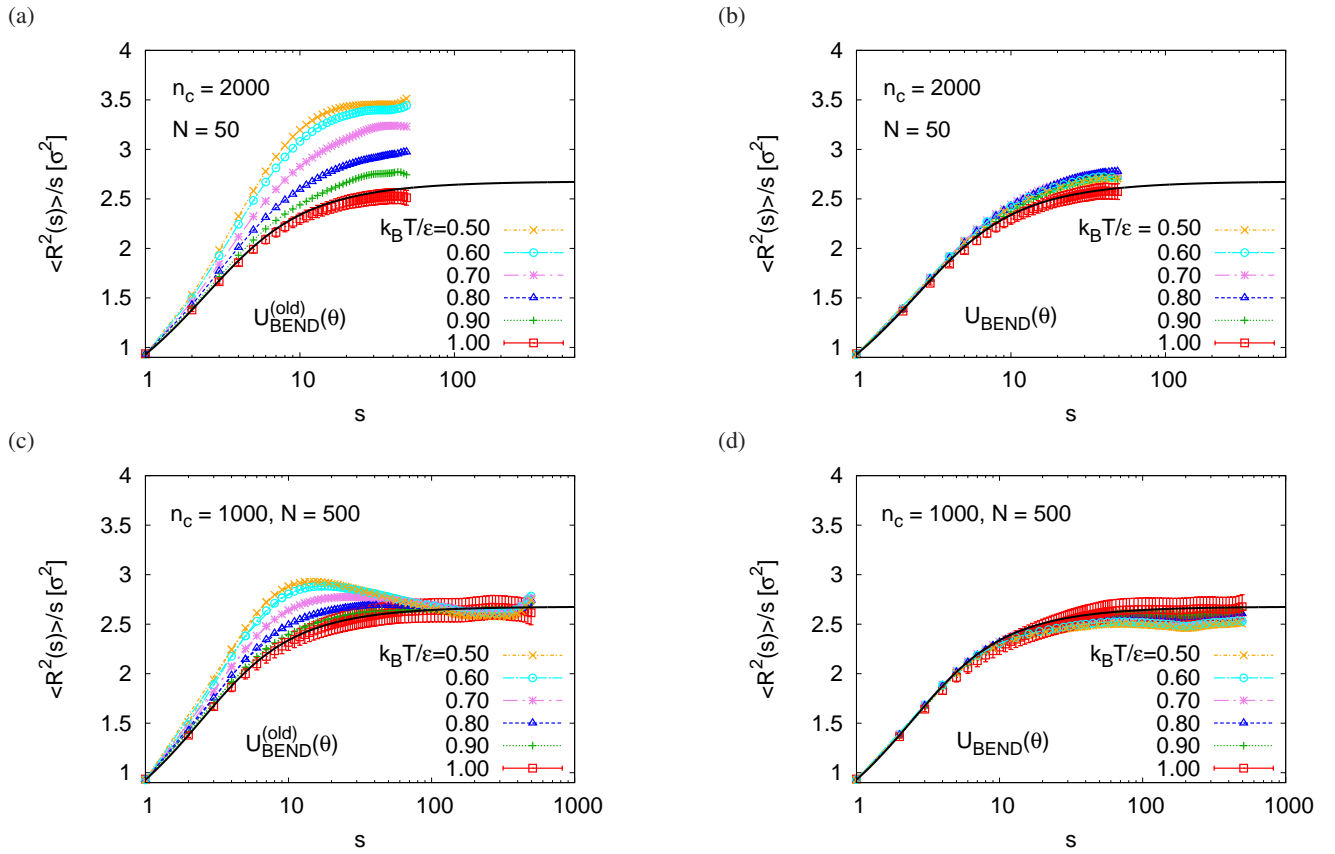 (a)
4
3.5
3
2.5
2
1.5
1
<R²(s)>/s [σ²]
n_c = 2000
N = 50
k_BT/ε=0.50
0.60
0.70
0.80
0.90
1.00
U_BEND^(old)(θ)
1 10 100
s
(b)
4
3.5
3
2.5
2
1.5
1
<R²(s)>/s [σ²]
n_c = 2000
N = 50
k_BT/ε = 0.50
0.60
0.70
0.80
0.90
1.00
U_BEND(θ)
1 10 100
s
(c)
4
3.5
3
2.5
2
1.5
1
<R²(s)>/s [σ²]
n_c = 1000, N = 500
k_BT/ε=0.50
0.60
0.70
0.80
0.90
1.00
U_BEND^(old)(θ)
1 10 100 1000
s
(d)
4
3.5
3
2.5
2
1.5
1
<R²(s)>/s [σ²]
n_c = 1000, N = 500
k_BT/ε=0.50
0.60
0.70
0.80
0.90
1.00
U_BEND(θ)
1 10 100 1000
s